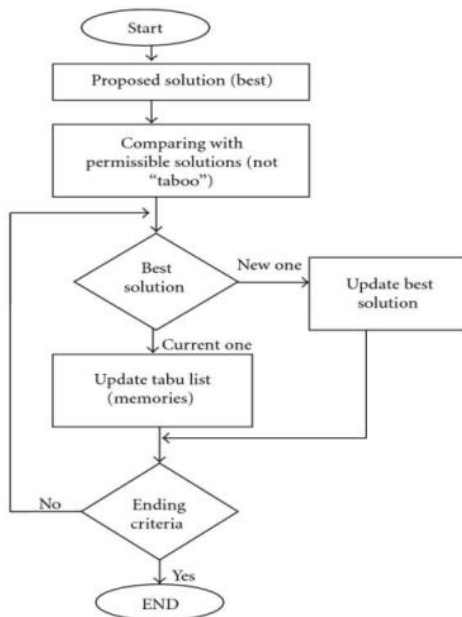 Start
Proposed solution (best)
Comparing with
permissible solutions (not
“taboo”)
Best
solution
New one
Update best
solution
Current one
Update tabu list
(memories)
No
Ending
criteria
Yes
END